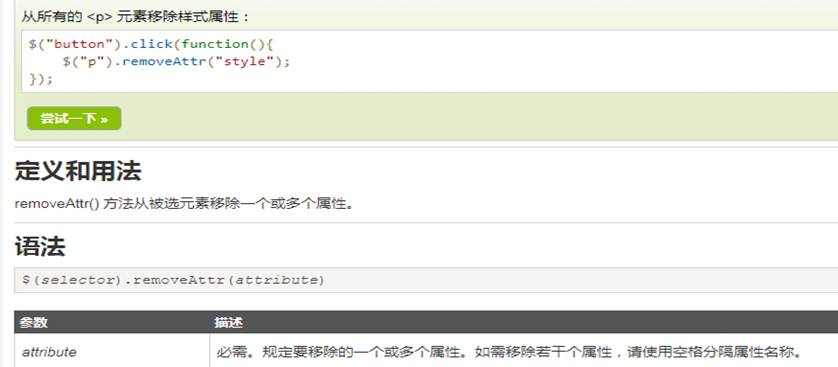 从所有的 <p> 元素移除样式属性：
$("button").click(function(){
    $("p").removeAttr("style");
});
尝试一下 »
定义和用法
removeAttr() 方法从被选元素移除一个或多个属性。
语法
$(selector).removeAttr(attribute)
参数 描述
attribute 必需。规定要移除的一个或多个属性。如需移除若干个属性，请使用空格分隔属性名称。